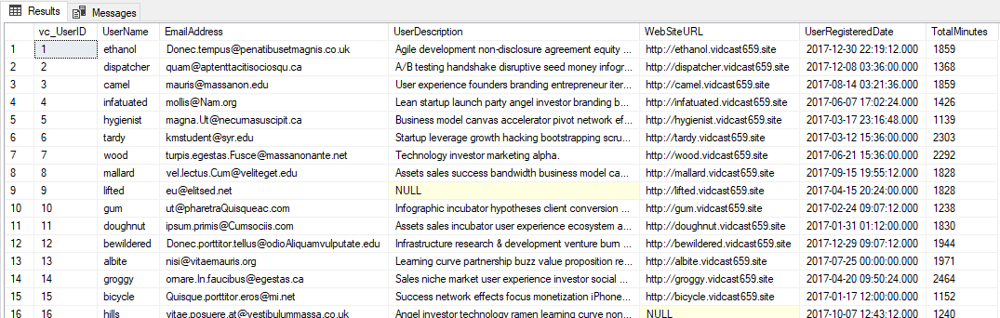 Results Messages
vc_UserID UserName EmailAddress UserDescription WebSiteURL UserRegisteredDate TotalMinutes
1 1 ethanol Donec.tempus@penatibusetmagnis.co.uk Agile development non-disclosure agreement equity ... http://ethanol.vidcast659.site 2017-12-30 22:19:12.000 1859
2 2 dispatcher quam@aptenttacitisociosqu.ca A/B testing handshake disruptive seed money infogr... http://dispatcher.vidcast659.site 2017-12-08 03:36:00.000 1368
3 3 camel mauris@massanon.edu User experience founders branding entrepreneur iter... http://camel.vidcast659.site 2017-08-14 03:21:36.000 1859
4 4 infatuated mollis@Nam.org Lean startup launch party angel investor branding b... http://infatuated.vidcast659.site 2017-06-07 17:02:24.000 1426
5 5 hygienist magna.Ut@necurnasuscipit.ca Business model canvas accelerator pivot network ef... http://hygienist.vidcast659.site 2017-03-17 23:16:48.000 1139
6 6 tardy kmstudent@syr.edu Startup leverage growth hacking bootstrapping scru... http://tardy.vidcast659.site 2017-03-12 15:36:00.000 2303
7 7 wood turpis.egestas.Fusce@massanonante.net Technology investor marketing alpha. http://wood.vidcast659.site 2017-06-21 15:36:00.000 2292
8 8 mallard vel.lectus.Cum@veliteget.edu Assets sales success bandwidth business model ca... http://mallard.vidcast659.site 2017-09-15 19:55:12.000 1828
9 9 lifted eu@elitsed.net NULL http://lifted.vidcast659.site 2017-04-15 20:24:00.000 1828
10 10 gum ut@pharetraQuisqueac.com Infographic incubator hypotheses client conversion ... http://gum.vidcast659.site 2017-02-24 09:07:12.000 1238
11 11 doughnut ipsum.primis@Cumsociis.com Assets sales incubator user experience ecosystem a... http://doughnut.vidcast659.site 2017-01-31 01:12:00.000 1830
12 12 bewildered Donec.porttitor.tellus@odioAliquamvulputate.edu Infrastructure research & development venture burn ... http://bewildered.vidcast659.site 2017-12-29 09:07:12.000 1944
13 13 albite nisi@vitaemauris.org Learning curve partnership buzz value proposition re... http://albite.vidcast659.site 2017-07-25 00:00:00.000 1971
14 14 groggy ornare.In.faucibus@egestas.ca Sales niche market user experience investor social ... http://groggy.vidcast659.site 2017-04-20 09:50:24.000 2464
15 15 bicycle Quisque.porttitor.eros@mi.net Success network effects focus monetization iPhone... http://bicycle.vidcast659.site 2017-01-17 12:00:00.000 1152
16 16 hills vitae.posuere.at@vestibulummassa.co.uk Angel investor technology ramen learning curve non... NULL 2017-10-07 12:43:12.000 1240